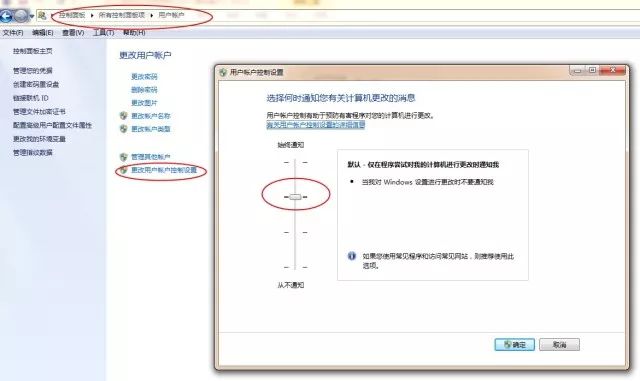 控制面板 ▸ 所有控制面板项 ▸ 用户帐户
文件(F) 编辑(E) 查看(V) 工具(T) 帮助(H)
控制面板主页
管理您的凭据
创建密码重设盘
链接联机 ID
管理文件加密证书
配置高级用户配置文件属性
更改我的环境变量
管理指纹数据
更改用户帐户
更改密码
删除密码
更改图片
更改帐户名称
更改帐户类型
管理其他帐户
更改用户帐户控制设置
用户帐户控制设置
选择何时通知您有关计算机更改的消息
用户帐户控制有助于预防有害程序对您的计算机进行更改。
有关用户帐户控制设置的详细信息
始终通知
默认 - 仅在程序尝试对我的计算机进行更改时通知我
• 当我对 Windows 设置进行更改时不要通知我
如果您使用常见程序和访问常见网站，则推荐使用此
选项。
从不通知
确定
取消